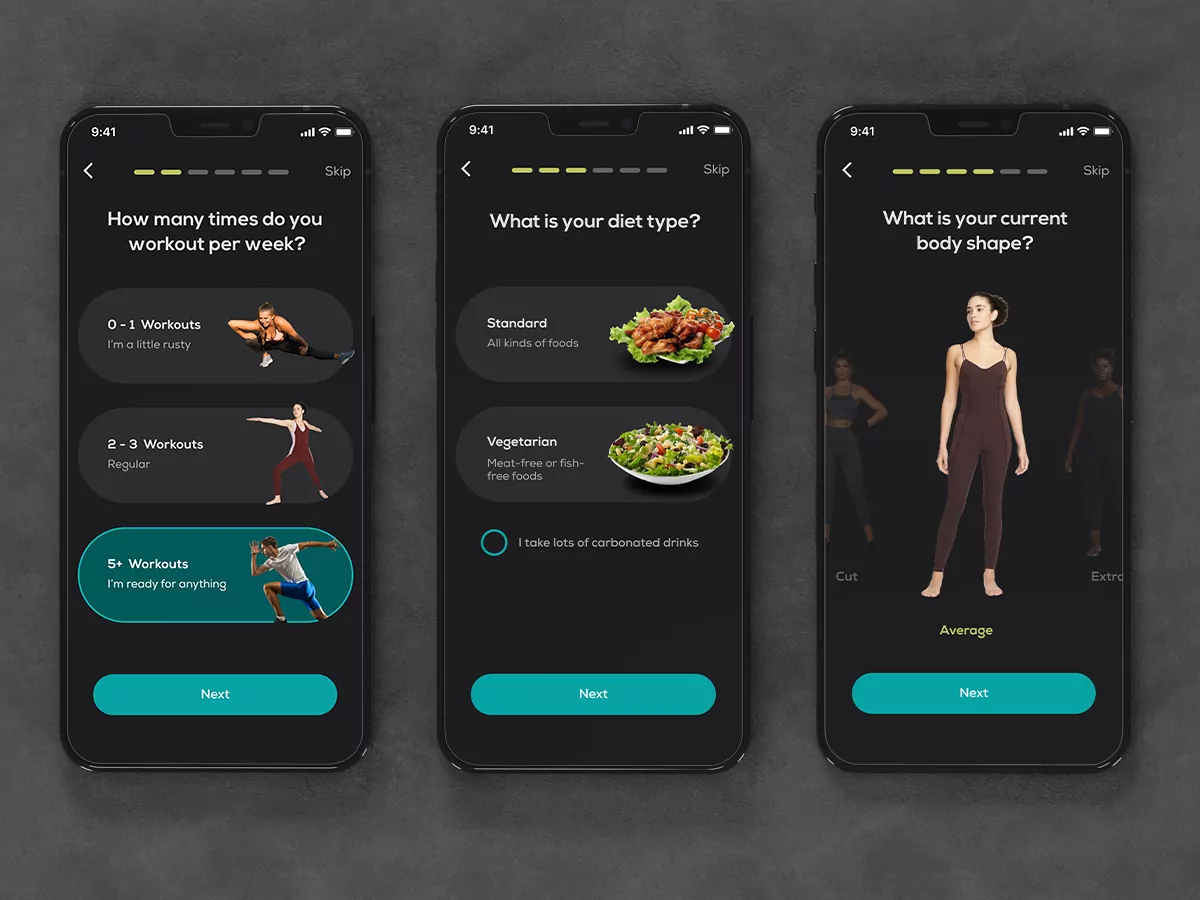 9:41
Skip
How many times do you
workout per week?
0 - 1 Workouts
I'm a little rusty
2 - 3 Workouts
Regular
5+ Workouts
I'm ready for anything
Next
9:41
Skip
What is your diet type?
Standard
All kinds of foods
Vegetarian
Meat-free or fish-
free foods
I take lots of carbonated drinks
Next
9:41
Skip
What is your current
body shape?
Cut
Extra
Average
Next